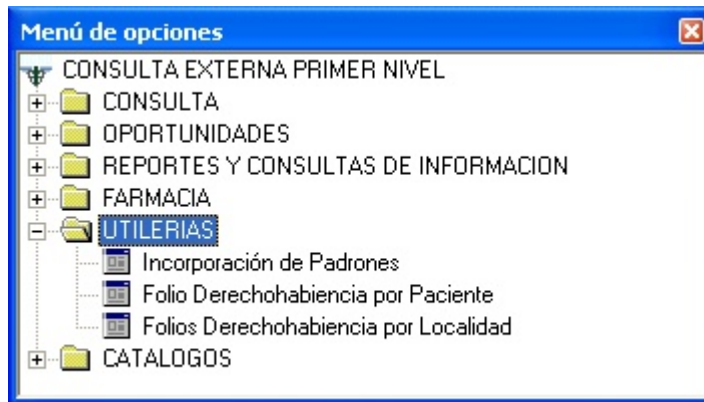 Menú de opciones
CONSULTA EXTERNA PRIMER NIVEL
CONSULTA
OPORTUNIDADES
REPORTES Y CONSULTAS DE INFORMACION
FARMACIA
UTILERIAS
Incorporación de Padrones
Folio Derechohabiencia por Paciente
Folios Derechohabiencia por Localidad
CATALOGOS